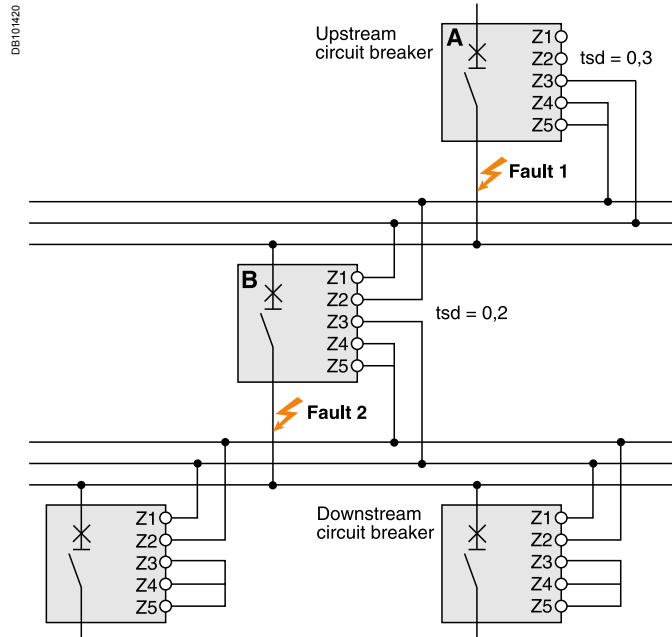 DB101420
Upstream
circuit breaker
A
Z1
Z2
Z3
Z4
Z5
tsd = 0,3
Fault 1
B
Z1
Z2
Z3
Z4
Z5
tsd = 0,2
Fault 2
Z1
Z2
Z3
Z4
Z5
Downstream
circuit breaker
Z1
Z2
Z3
Z4
Z5